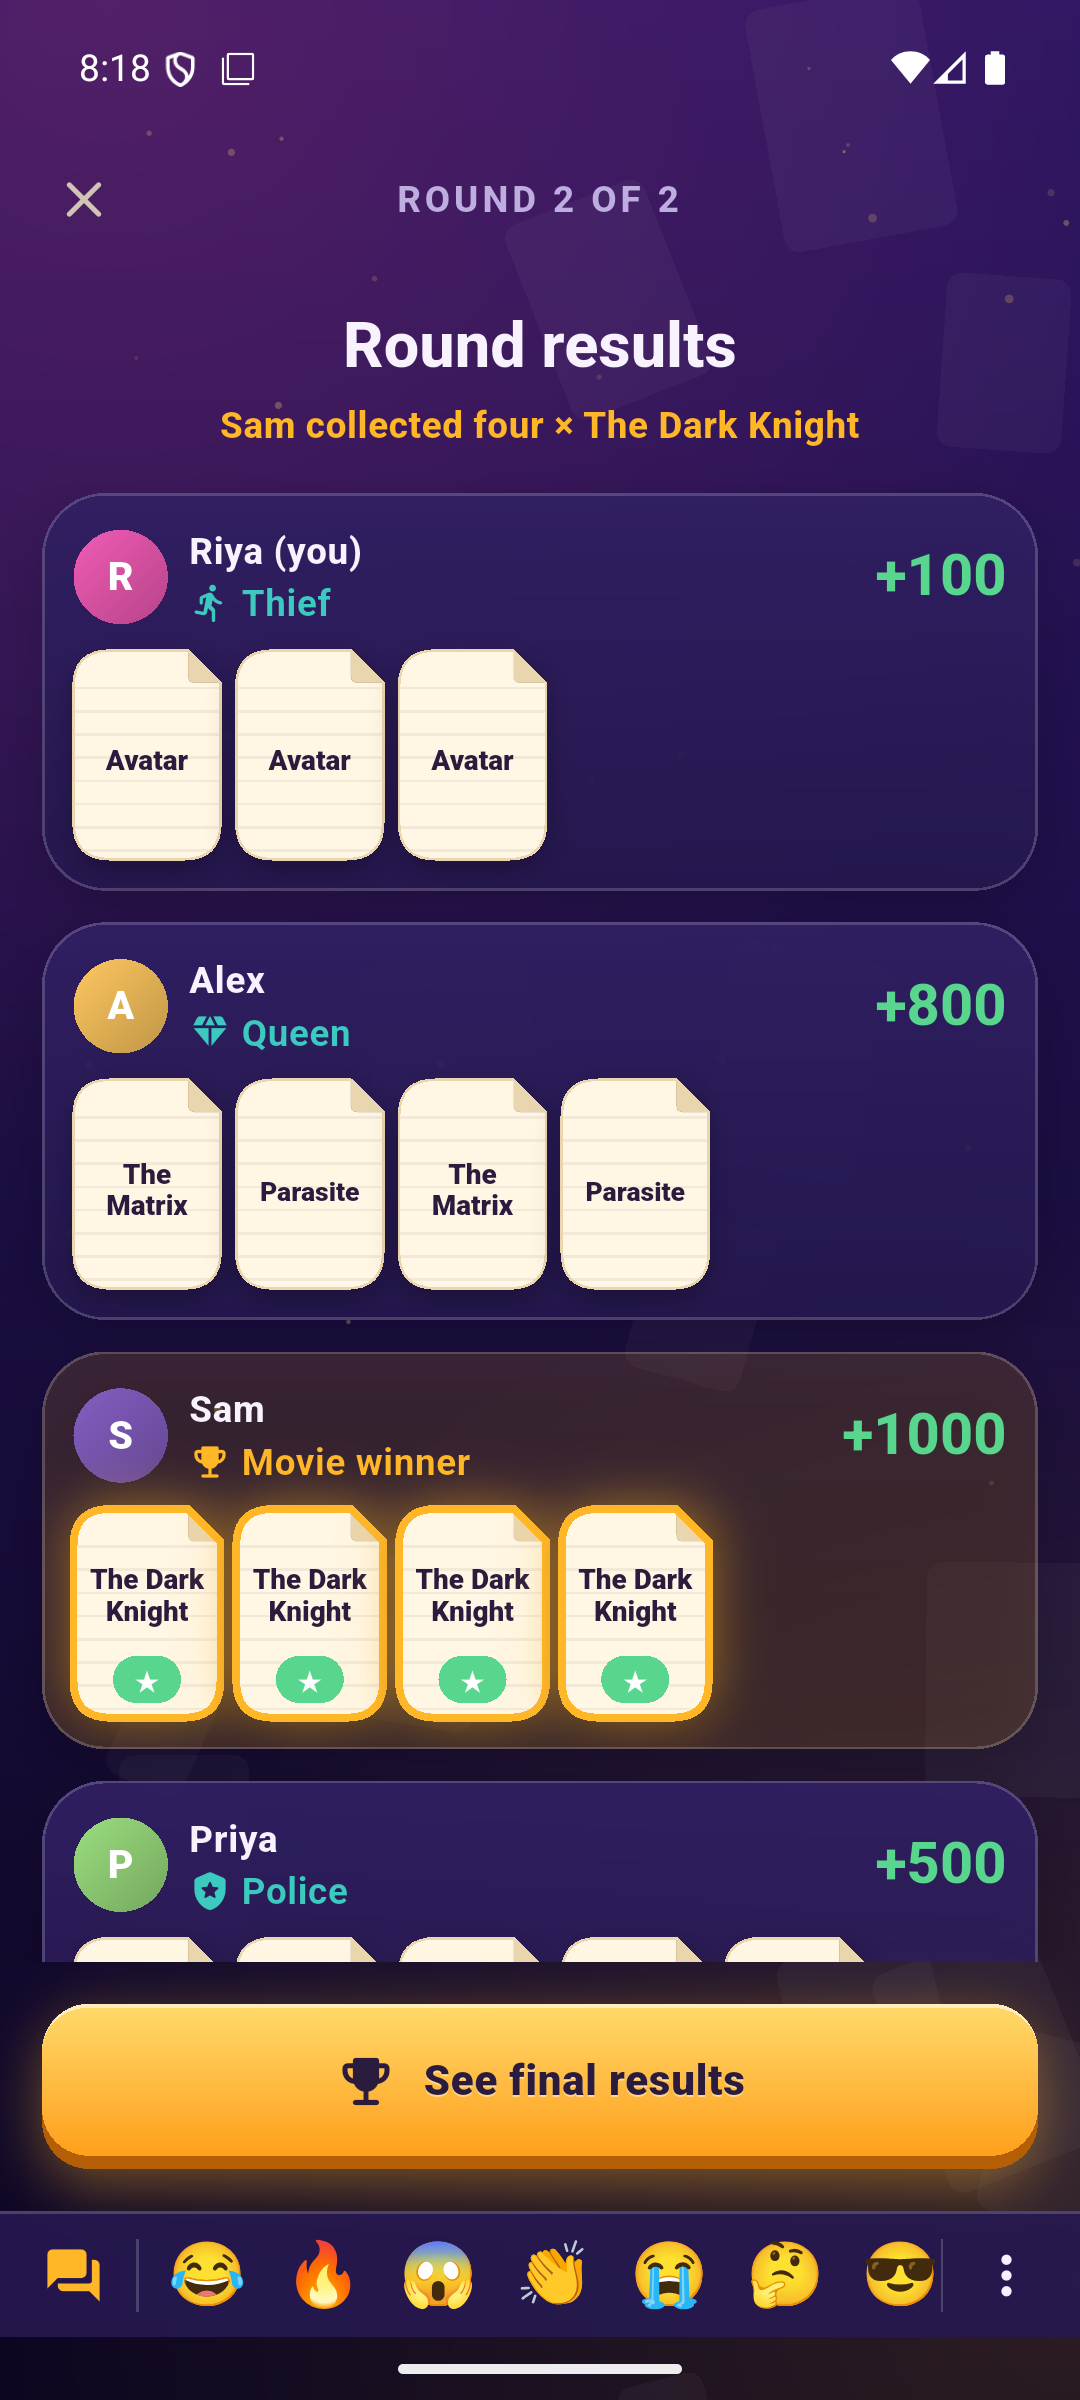 8:18
ROUND 2 OF 2
Round results
Sam collected four × The Dark Knight
R
Riya (you)
Thief
+100
Avatar
Avatar
Avatar
A
Alex
Queen
+800
The
Matrix
Parasite
The
Matrix
Parasite
S
Sam
Movie winner
+1000
The Dark
Knight
The Dark
Knight
The Dark
Knight
The Dark
Knight
P
Priya
Police
+500
See final results